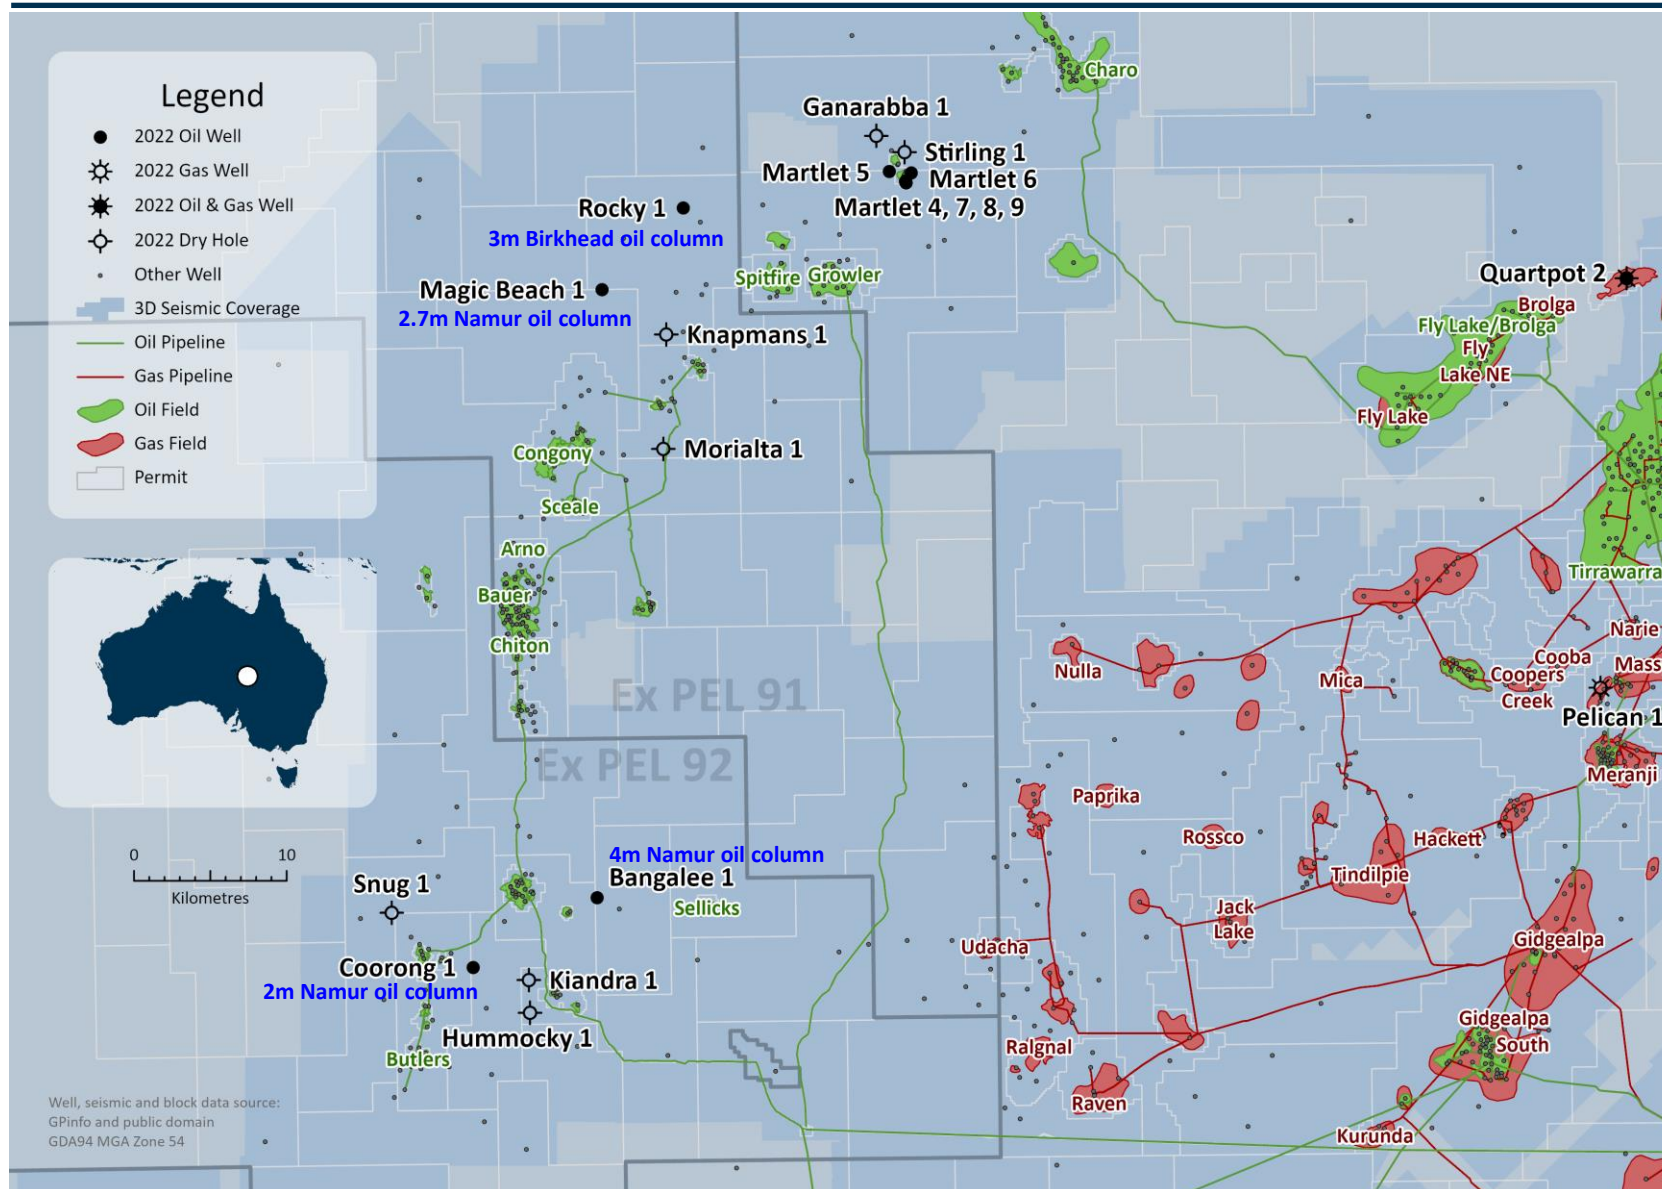 Legend
2022 Oil Well
2022 Gas Well
2022 Oil & Gas Well
2022 Dry Hole
Other Well
3D Seismic Coverage
Oil Pipeline
Gas Pipeline
Oil Field
Gas Field
Permit
0 10
Kilometres
Well, seismic and block data source:
GPinfo and public domain
GDA94 MGA Zone 54
Charo
Ganarabba 1
Stirling 1
Martlet 5
Martlet 6
Martlet 4, 7, 8, 9
Rocky 1
3m Birkhead oil column
Spitfire
Growler
Magic Beach 1
2.7m Namur oil column
Knapmans 1
Quartpot 2
Brolga
Fly Lake/Brolga
Fly
Lake NE
Fly Lake
Congony
Morialta 1
Sceale
Arno
Bauer
Chiton
Tirrawarra
Narie
Nulla
Mica
Cooba
Coopers
Creek
Mass
Pelican 1
Meranji
Ex PEL 91
Ex PEL 92
Paprika
Rossco
Hackett
Tindilpie
4m Namur oil column
Bangalee 1
Sellicks
Snug 1
Jack
Lake
Udacha
Gidgealpa
Coorong 1
2m Namur oil column
Kiandra 1
Hummocky 1
Butlers
Ralgnal
Raven
Gidgealpa
South
Kurunda